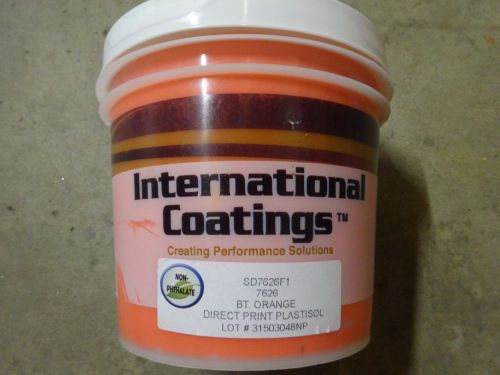 International
Coatings™
Creating Performance Solutions
NON-
PHTHALATE
SD7626F1
7626
BT. ORANGE
DIRECT PRINT PLASTISOL
LOT # 31503048NP